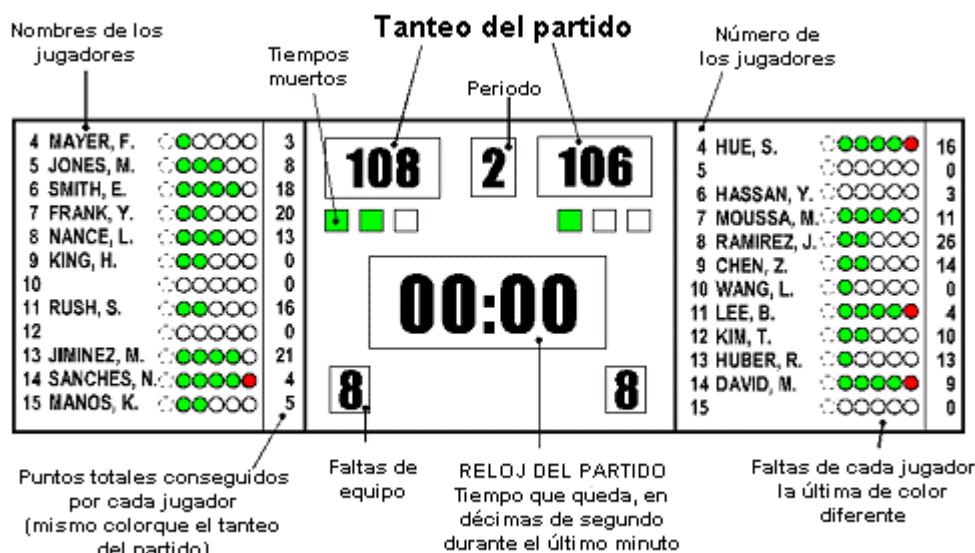 Nombres de los
jugadores
Tiempos
muertos
Tanteo del partido
Periodo
Número de
los jugadores
4 MAYER, F. 3
5 JONES, M. 8
6 SMITH, E. 18
7 FRANK, Y. 20
8 NANCE, L. 13
9 KING, H. 0
10 0
11 RUSH, S. 16
12 0
13 JIMINEZ, M. 21
14 SANCHES, N. 4
15 MANOS, K. 5
108 2 106
00:00
8 8
4 HUE, S. 16
5 0
6 HASSAN, Y. 3
7 MOUSSA, M. 11
8 RAMIREZ, J. 26
9 CHEN, Z. 14
10 WANG, L. 0
11 LEE, B. 4
12 KIM, T. 10
13 HUBER, R. 13
14 DAVID, M. 9
15 0
Puntos totales conseguidos
por cada jugador
(mismo colorque el tanteo
del partido)
Faltas de
equipo
RELOJ DEL PARTIDO
Tiempo que queda, en
décimas de segundo
durante el último minuto
Faltas de cada jugador
la última de color
diferente